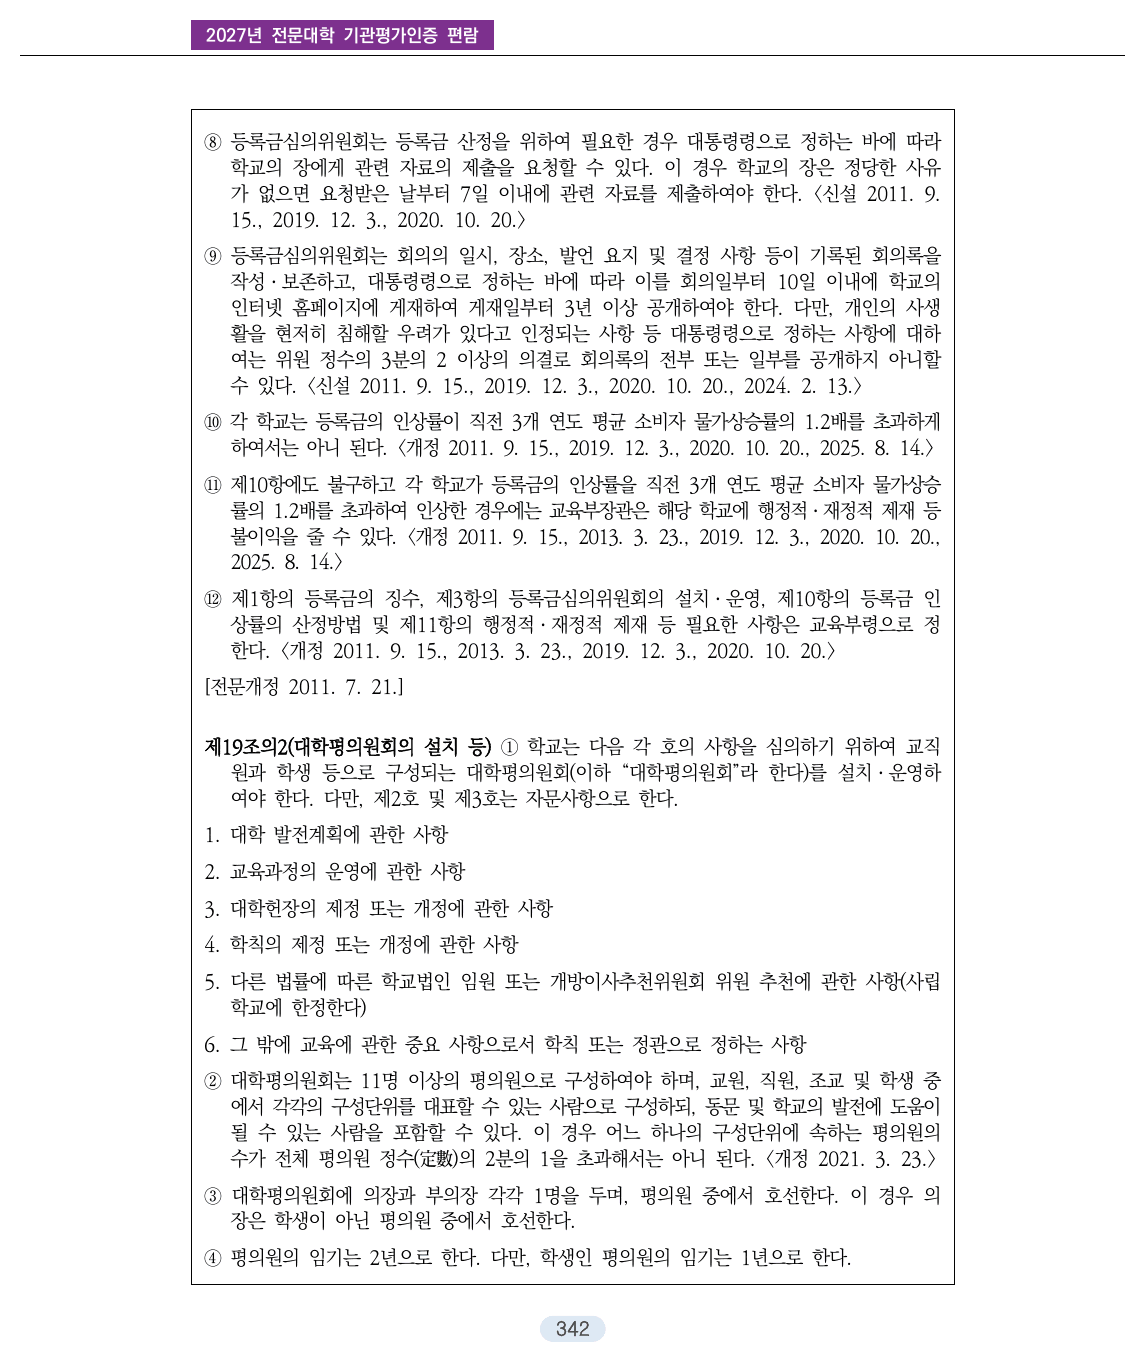 2027년 전문대학 기관평가인증 편람
⑧ 등록금심의위원회는 등록금 산정을 위하여 필요한 경우 대통령령으로 정하는 바에 따라
학교의 장에게 관련 자료의 제출을 요청할 수 있다. 이 경우 학교의 장은 정당한 사유
가 없으면 요청받은 날부터 7일 이내에 관련 자료를 제출하여야 한다. 〈신설 2011. 9.
15., 2019. 12. 3., 2020. 10. 20.〉
⑨ 등록금심의위원회는 회의의 일시, 장소, 발언 요지 및 결정 사항 등이 기록된 회의록을
작성·보존하고, 대통령령으로 정하는 바에 따라 이를 회의일부터 10일 이내에 학교의
인터넷 홈페이지에 게재하여 게재일부터 3년 이상 공개하여야 한다. 다만, 개인의 사생
활을 현저히 침해할 우려가 있다고 인정되는 사항 등 대통령령으로 정하는 사항에 대하
여는 위원 정수의 3분의 2 이상의 의결로 회의록의 전부 또는 일부를 공개하지 아니할
수 있다. 〈신설 2011. 9. 15., 2019. 12. 3., 2020. 10. 20., 2024. 2. 13.〉
⑩ 각 학교는 등록금의 인상률이 직전 3개 연도 평균 소비자 물가상승률의 1.2배를 초과하게
하여서는 아니 된다. 〈개정 2011. 9. 15., 2019. 12. 3., 2020. 10. 20., 2025. 8. 14.〉
⑪ 제10항에도 불구하고 각 학교가 등록금의 인상률을 직전 3개 연도 평균 소비자 물가상승
률의 1.2배를 초과하여 인상한 경우에는 교육부장관은 해당 학교에 행정적·재정적 제재 등
불이익을 줄 수 있다. 〈개정 2011. 9. 15., 2013. 3. 23., 2019. 12. 3., 2020. 10. 20.,
2025. 8. 14.〉
⑫ 제1항의 등록금의 징수, 제3항의 등록금심의위원회의 설치·운영, 제10항의 등록금 인
상률의 산정방법 및 제11항의 행정적·재정적 제재 등 필요한 사항은 교육부령으로 정
한다. 〈개정 2011. 9. 15., 2013. 3. 23., 2019. 12. 3., 2020. 10. 20.〉
[전문개정 2011. 7. 21.]
제19조의2(대학평의원회의 설치 등) ① 학교는 다음 각 호의 사항을 심의하기 위하여 교직
원과 학생 등으로 구성되는 대학평의원회(이하 “대학평의원회”라 한다)를 설치·운영하
여야 한다. 다만, 제2호 및 제3호는 자문사항으로 한다.
1. 대학 발전계획에 관한 사항
2. 교육과정의 운영에 관한 사항
3. 대학헌장의 제정 또는 개정에 관한 사항
4. 학칙의 제정 또는 개정에 관한 사항
5. 다른 법률에 따른 학교법인 임원 또는 개방이사추천위원회 위원 추천에 관한 사항(사립
학교에 한정한다)
6. 그 밖에 교육에 관한 중요 사항으로서 학칙 또는 정관으로 정하는 사항
② 대학평의원회는 11명 이상의 평의원으로 구성하여야 하며, 교원, 직원, 조교 및 학생 중
에서 각각의 구성단위를 대표할 수 있는 사람으로 구성하되, 동문 및 학교의 발전에 도움이
될 수 있는 사람을 포함할 수 있다. 이 경우 어느 하나의 구성단위에 속하는 평의원의
수가 전체 평의원 정수(定數)의 2분의 1을 초과해서는 아니 된다. 〈개정 2021. 3. 23.〉
③ 대학평의원회에 의장과 부의장 각각 1명을 두며, 평의원 중에서 호선한다. 이 경우 의
장은 학생이 아닌 평의원 중에서 호선한다.
④ 평의원의 임기는 2년으로 한다. 다만, 학생인 평의원의 임기는 1년으로 한다.
342